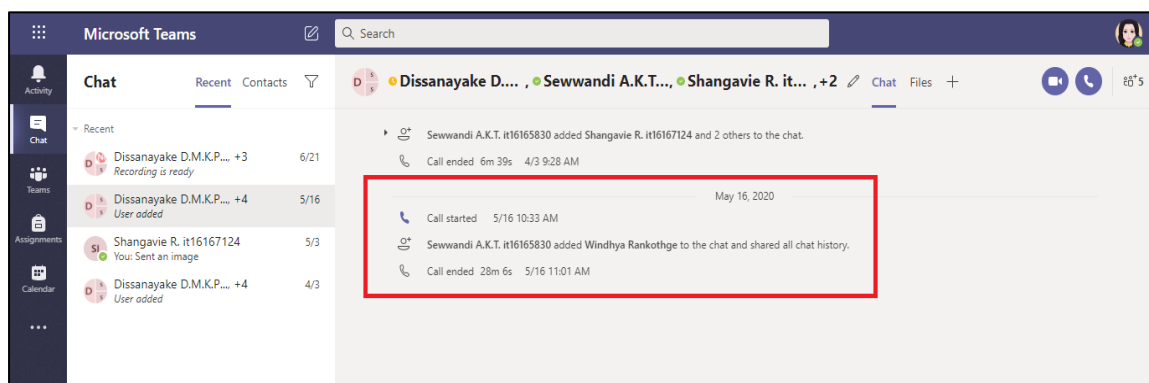 Microsoft Teams
Search
Activity
Chat
Teams
Assignments
Calendar
Chat
Recent Contacts
Recent
Dissanayake D.M.K.P..., +3 6/21
Recording is ready
Dissanayake D.M.K.P..., +4 5/16
User added
Shangavie R. it16167124 5/3
You: Sent an image
Dissanayake D.M.K.P..., +4 4/3
User added
Dissanayake D.... , Sewwandi A.K.T..., Shangavie R. it... , +2 Chat Files 5
Sewwandi A.K.T. it16165830 added Shangavie R. it16167124 and 2 others to the chat.
Call ended 6m 39s 4/3 9:28 AM
May 16, 2020
Call started 5/16 10:33 AM
Sewwandi A.K.T. it16165830 added Windhya Rankothge to the chat and shared all chat history.
Call ended 28m 6s 5/16 11:01 AM
D S S
D N S
D S S
SI
D S S